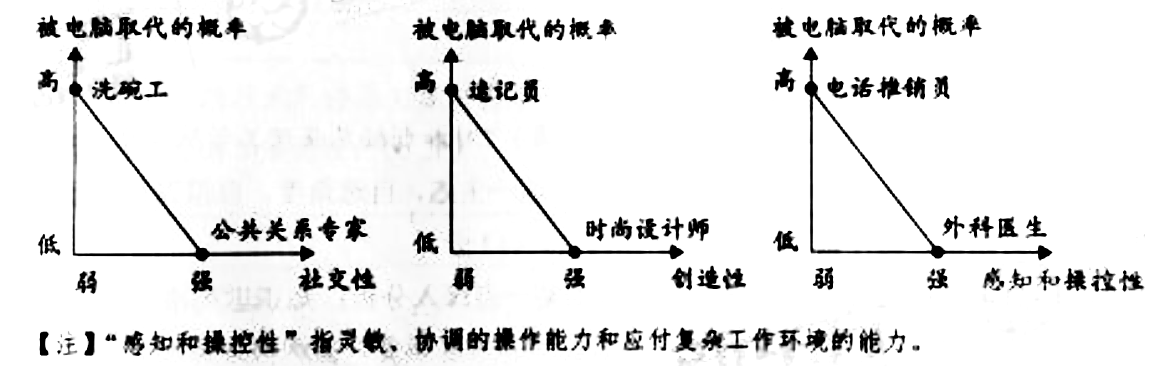 被电脑取代的概率 被电脑取代的概率 被电脑取代的概率
高 洗碗工 高 速记员 高 电话推销员
低 公共关系专家 低 时尚设计师 低 外科医生
弱 强 社交性 弱 强 创造性 弱 强 感知和操控性
【注】“感知和操控性”指灵敏、协调的操作能力和应付复杂工作环境的能力。